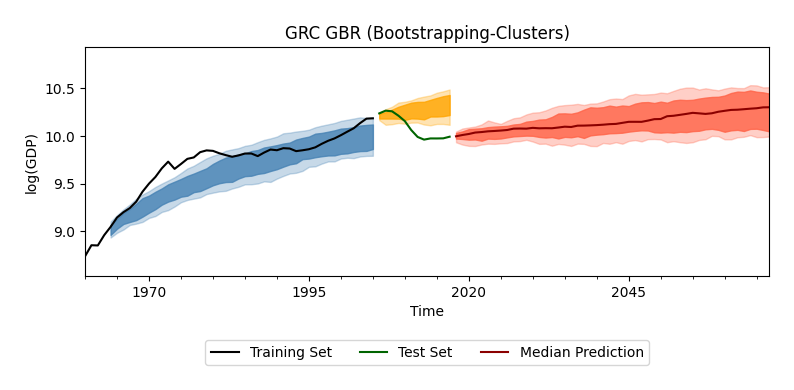 GRC GBR (Bootstrapping-Clusters)
10.5
10.0
9.5
9.0
log(GDP)
1970 1995 2020 2045
Time
Training Set Test Set Median Prediction